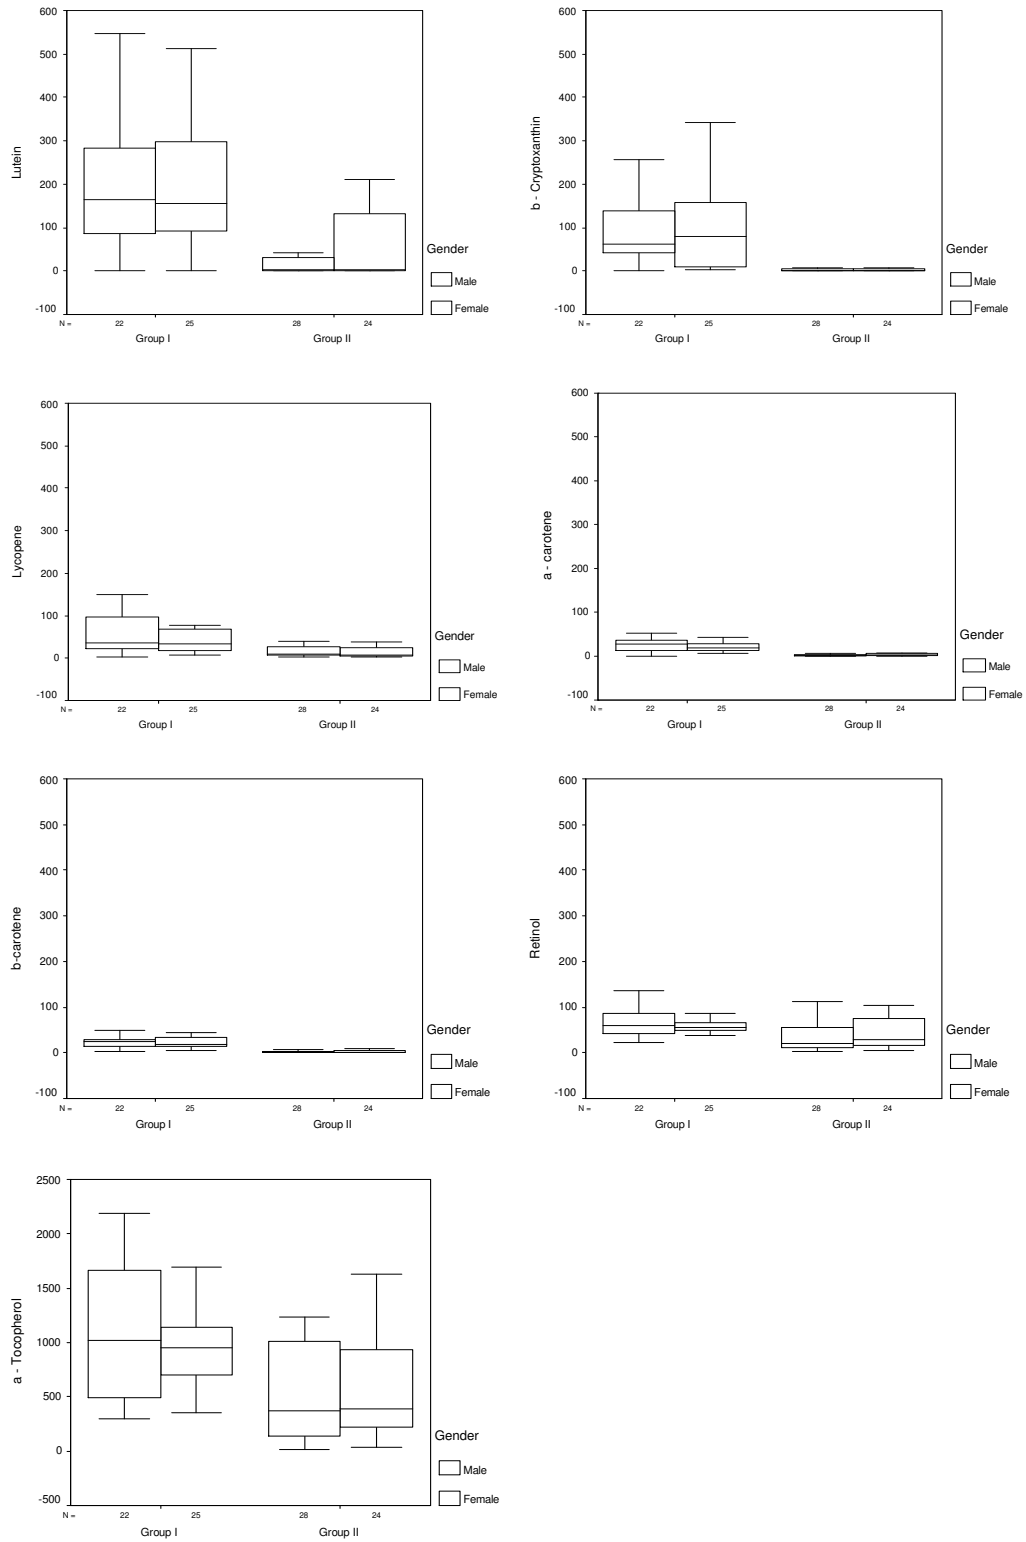 600
500
400
300
200
100
0
-100
Lutein
N =
22
25
28
24
Group I
Group II
Gender
Male
Female
600
500
400
300
200
100
0
-100
b - Cryptoxanthin
N =
22
25
28
24
Group I
Group II
Gender
Male
Female
600
500
400
300
200
100
0
-100
Lycopene
N =
22
25
28
24
Group I
Group II
Gender
Male
Female
600
500
400
300
200
100
0
-100
a - carotene
N =
22
25
28
24
Group I
Group II
Gender
Male
Female
600
500
400
300
200
100
0
-100
b-carotene
N =
22
25
28
24
Group I
Group II
Gender
Male
Female
600
500
400
300
200
100
0
-100
Retinol
N =
22
25
28
24
Group I
Group II
Gender
Male
Female
2500
2000
1500
1000
500
0
-500
a - Tocopherol
N =
22
25
28
24
Group I
Group II
Gender
Male
Female